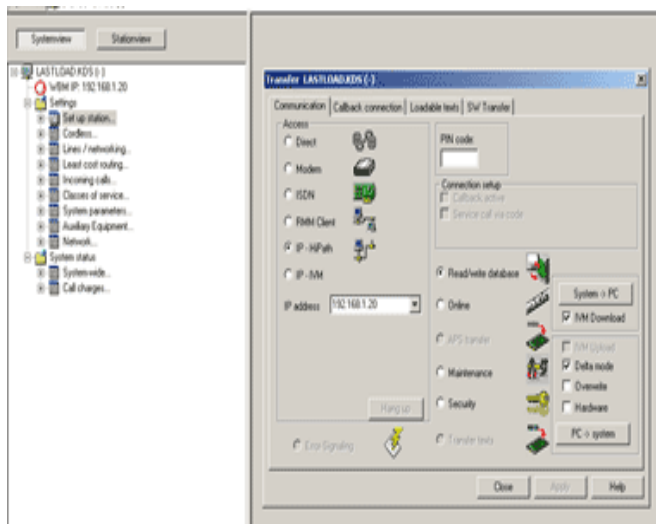 Systemview
Stationview
LASTLOAD.KDS (-)
WBM IP: 192.168.1.20
Settings
Set up station...
Cordless...
Lines / networking...
Least cost routing...
Incoming calls...
Classes of service...
System parameters...
Auxiliary Equipment...
Network...
System status
System-wide...
Call charges...
Transfer LASTLOAD.KDS (-)
Communication
Callback connection
Loadable texts
SW Transfer
Access
Direct
Modem
ISDN
RMM Client
IP - HiPath
IP - IVM
IP address
192.168.1.20
Hang up
Error Signaling
PIN code:
Connection setup
Callback active
Service call via code
Read/write database
Online
APS transfer
Maintenance
Security
Transfer texts
System -> PC
IVM Download
IVM Upload
Delta mode
Overwrite
Hardware
PC -> system
Close
Apply
Help